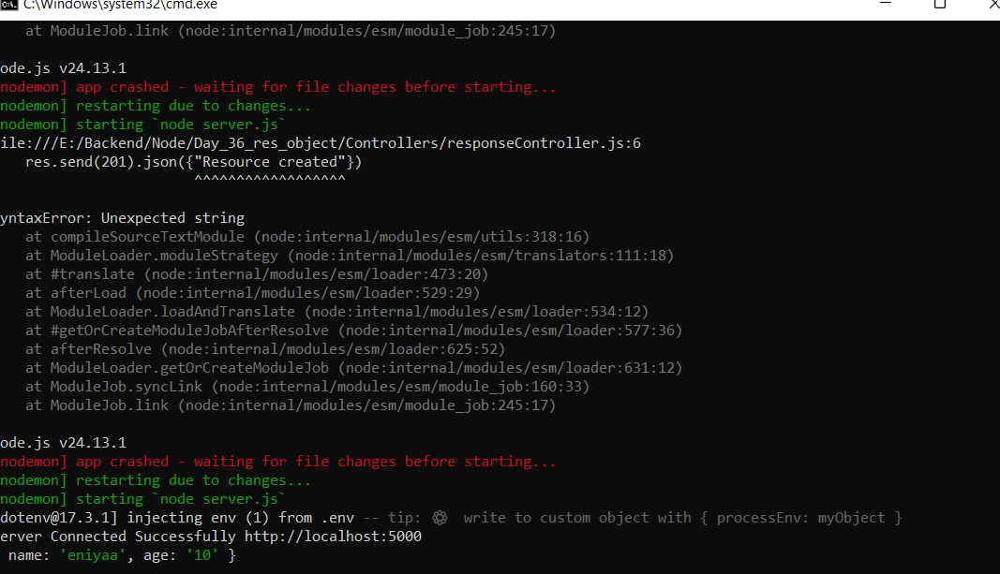 C:\Windows\system32\cmd.exe
at ModuleJob.link (node:internal/modules/esm/module_job:245:17)
ode.js v24.13.1
nodemon] app crashed - waiting for file changes before starting...
nodemon] restarting due to changes...
nodemon] starting `node server.js`
ile:///E:/Backend/Node/Day_36_res_object/Controllers/responseController.js:6
res.send(201).json({"Resource created"})
^^^^^^^^^^^^^^^^^^
yntaxError: Unexpected string
at compileSourceTextModule (node:internal/modules/esm/utils:318:16)
at ModuleLoader.moduleStrategy (node:internal/modules/esm/translators:111:18)
at #translate (node:internal/modules/esm/loader:473:20)
at afterLoad (node:internal/modules/esm/loader:529:29)
at ModuleLoader.loadAndTranslate (node:internal/modules/esm/loader:534:12)
at #getOrCreateModuleJobAfterResolve (node:internal/modules/esm/loader:577:36)
at afterResolve (node:internal/modules/esm/loader:625:52)
at ModuleLoader.getOrCreateModuleJob (node:internal/modules/esm/loader:631:12)
at ModuleJob.syncLink (node:internal/modules/esm/module_job:160:33)
at ModuleJob.link (node:internal/modules/esm/module_job:245:17)
ode.js v24.13.1
nodemon] app crashed - waiting for file changes before starting...
nodemon] restarting due to changes...
nodemon] starting `node server.js`
dotenv@17.3.1] injecting env (1) from .env -- tip: ⚙ write to custom object with { processEnv: myObject }
erver Connected Successfully http://localhost:5000
name: 'eniyaa', age: '10' }